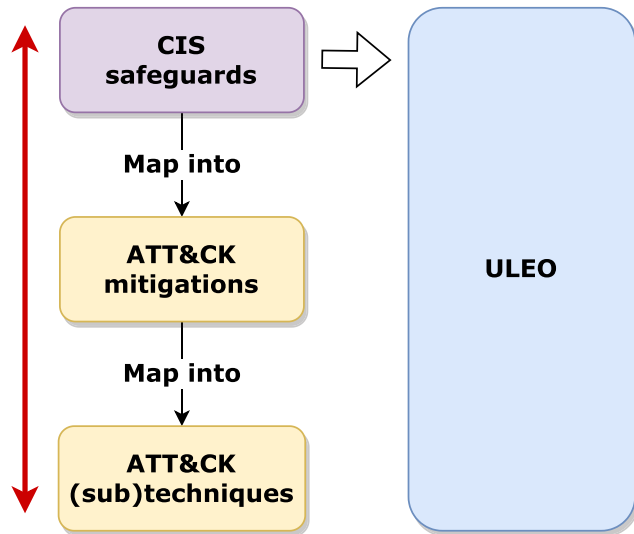 CIS
safeguards
Map into
ATT&CK
mitigations
Map into
ATT&CK
(sub)techniques
ULEO